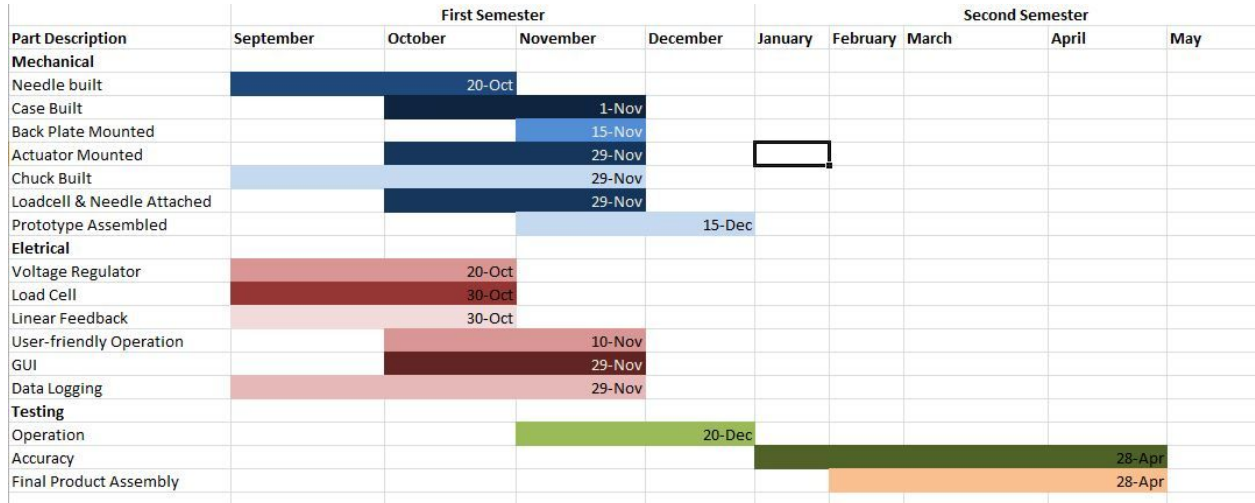 First Semester Second Semester
Part Description September October November December January February March April May
Mechanical
Needle built 20-Oct
Case Built 1-Nov
Back Plate Mounted 15-Nov
Actuator Mounted 29-Nov
Chuck Built 29-Nov
Loadcell & Needle Attached 29-Nov
Prototype Assembled 15-Dec
Eletrical
Voltage Regulator 20-Oct
Load Cell 30-Oct
Linear Feedback 30-Oct
User-friendly Operation 10-Nov
GUI 29-Nov
Data Logging 29-Nov
Testing
Operation 20-Dec
Accuracy 28-Apr
Final Product Assembly 28-Apr